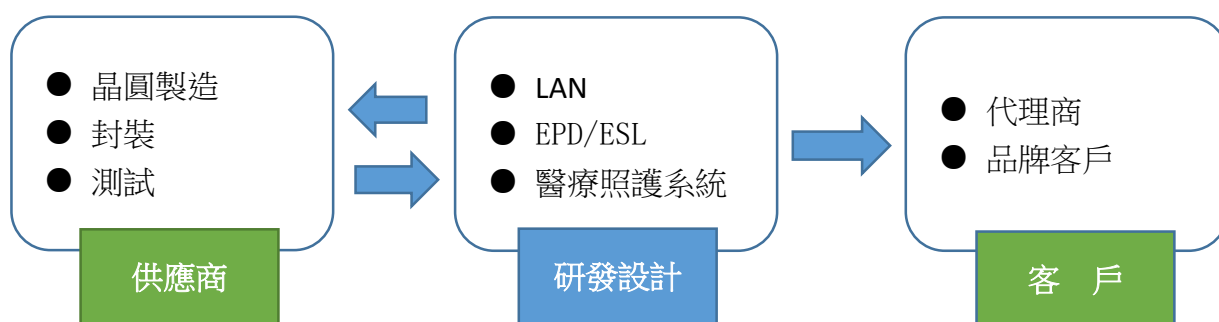 ● 晶圓製造
● 封裝
● 測試
供應商
● LAN
● EPD/ESL
● 醫療照護系統
研發設計
● 代理商
● 品牌客戶
客　戶